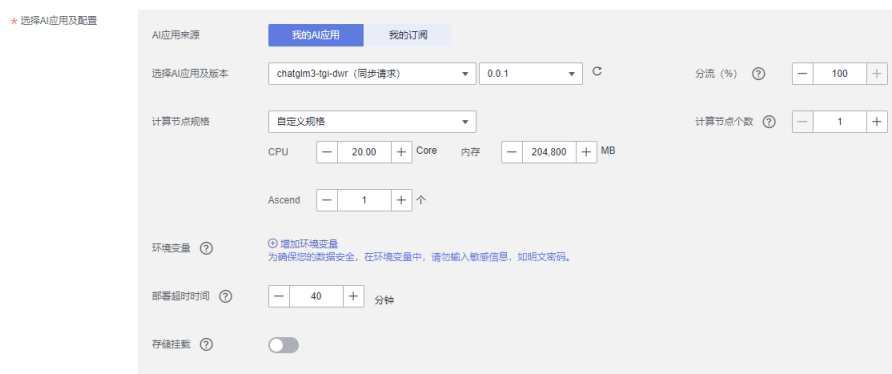 * 选择AI应用及配置
AI应用来源 我的AI应用 我的订阅
选择AI应用及版本 chatglm3-tgi-dwr（同步请求） 0.0.1 分流（%） ? — 100 +
计算节点规格 自定义规格 计算节点个数 ? — 1 +
CPU — 20.00 + Core 内存 — 204,800 + MB
Ascend — 1 + 个
环境变量 ? ⊕ 增加环境变量
为确保您的数据安全，在环境变量中，请勿输入敏感信息，如明文密码。
部署超时时间 ? — 40 + 分钟
存储挂载 ?